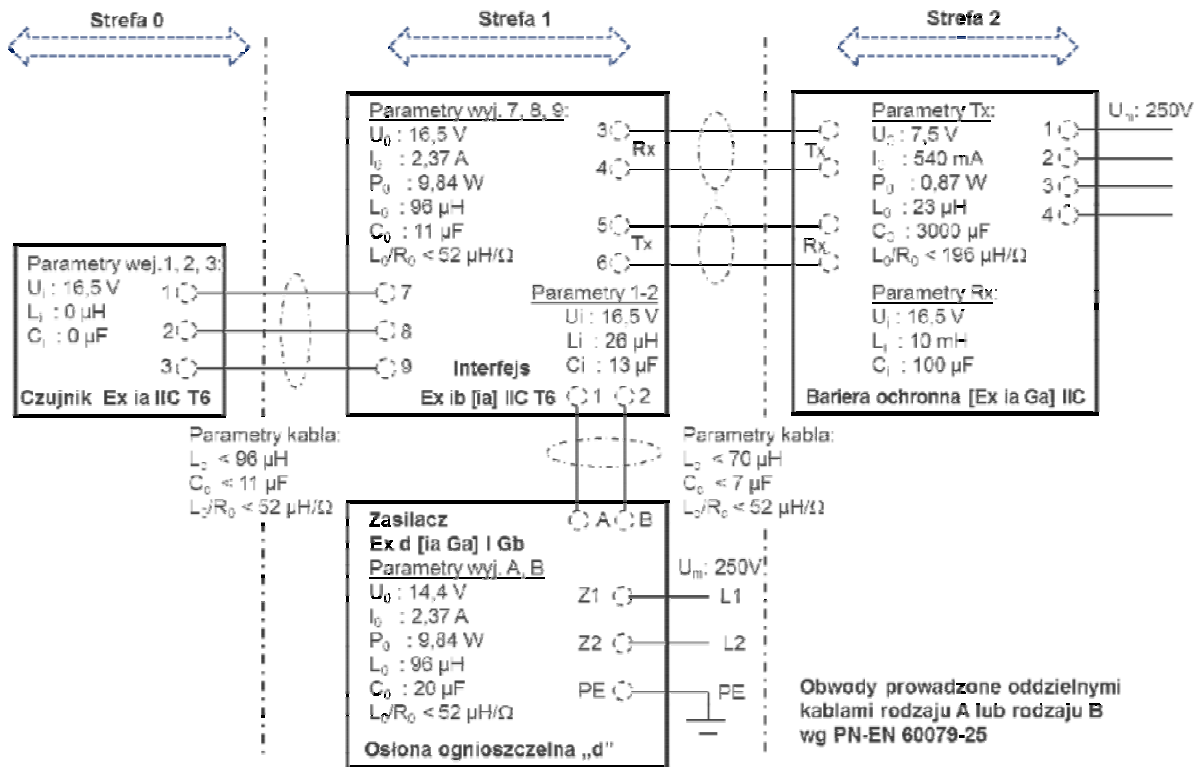 Strefa 0
Strefa 1
Strefa 2
Parametry wej.1, 2, 3:
Uᵢ : 16,5 V
Lᵢ : 0 µH
Cᵢ : 0 µF
1
2
3
Czujnik Ex ia IIC T6
Parametry kabla:
L₀ < 96 µH
C₀ < 11 µF
L₀/R₀ < 52 µH/Ω
Parametry wyj. 7, 8, 9:
U₀ : 16,5 V
I₀ : 2,37 A
P₀ : 9,84 W
L₀ : 96 µH
C₀ : 11 µF
L₀/R₀ < 52 µH/Ω
3
Rx
4
5
Tx
6
7
8
9
Parametry 1-2
Ui : 16,5 V
Li : 26 µH
Ci : 13 µF
Interfejs
Ex ib [ia] IIC T6
1
2
Parametry Tx:
U₀ : 7,5 V
I₀ : 540 mA
P₀ : 0,87 W
L₀ : 23 µH
C₀ : 3000 µF
L₀/R₀ < 196 µH/Ω
Tx
Rx
Parametry Rx:
Uᵢ : 16,5 V
Lᵢ : 10 mH
Cᵢ : 100 µF
Bariera ochronna [Ex ia Ga] IIC
Uₘ: 250V
1
2
3
4
Parametry kabla:
L₀ < 70 µH
C₀ < 7 µF
L₀/R₀ < 52 µH/Ω
Zasilacz
A B
Ex d [ia Ga] I Gb
Parametry wyj. A, B
U₀ : 14,4 V
I₀ : 2,37 A
P₀ : 9,84 W
L₀ : 96 µH
C₀ : 20 µF
L₀/R₀ < 52 µH/Ω
Osłona ognioszczelna „d”
Uₘ: 250V
Z1
L1
Z2
L2
PE
PE
Obwody prowadzone oddzielnymi
kablami rodzaju A lub rodzaju B
wg PN-EN 60079-25